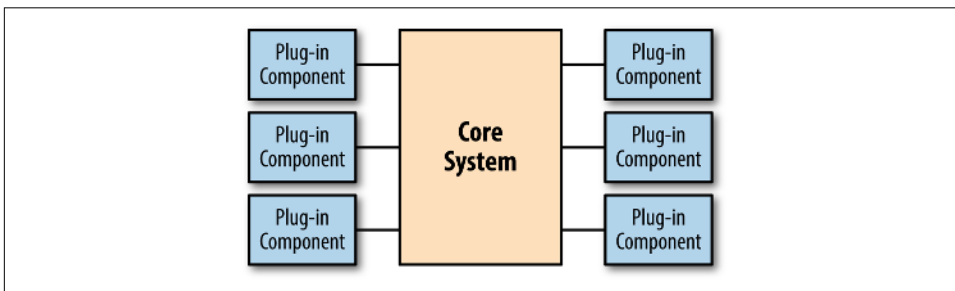 Plug-in
Component
Plug-in
Component
Plug-in
Component
Core
System
Plug-in
Component
Plug-in
Component
Plug-in
Component